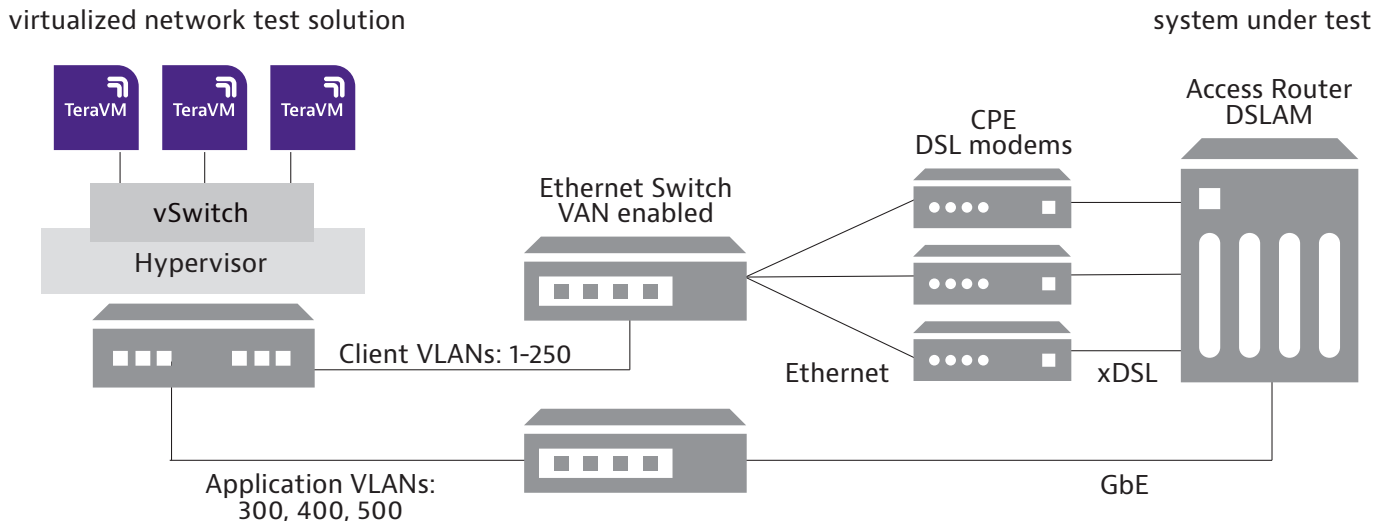 virtualized network test solution
system under test
TeraVM
TeraVM
TeraVM
vSwitch
Hypervisor
Client VLANs: 1-250
Application VLANs:
300, 400, 500
Ethernet Switch
VAN enabled
CPE
DSL modems
Ethernet
xDSL
Access Router
DSLAM
GbE